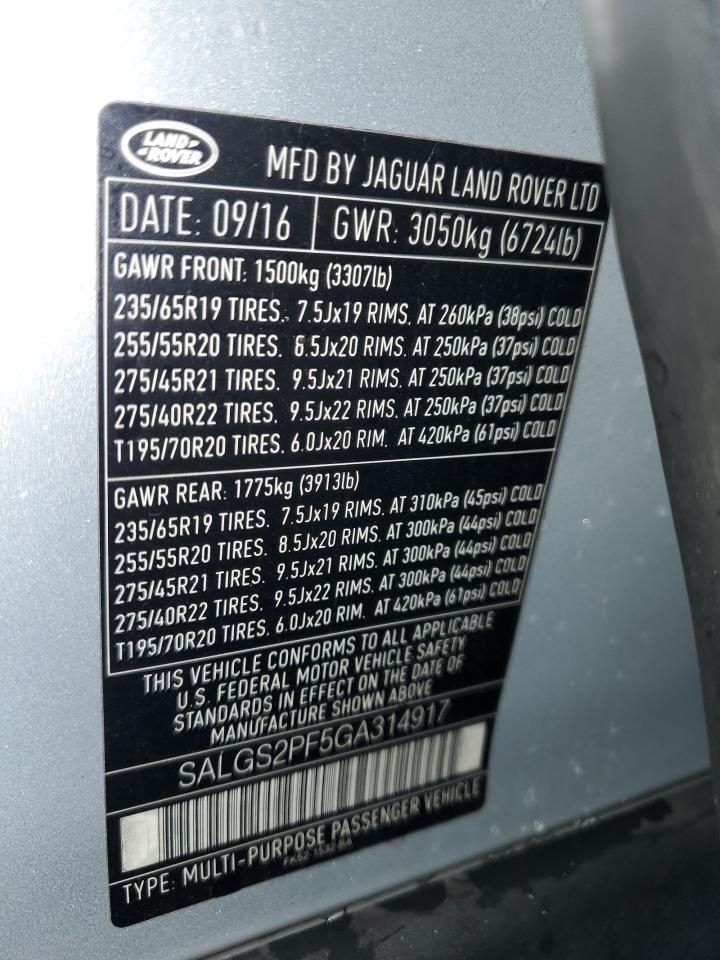 LAND-
-ROVER
MFD BY JAGUAR LAND ROVER LTD
DATE: 09/16 GWR: 3050kg (6724lb)
GAWR FRONT: 1500kg (3307lb)
235/65R19 TIRES. 7.5Jx19 RIMS. AT 260kPa (38psi) COLD
255/55R20 TIRES. 8.5Jx20 RIMS. AT 250kPa (37psi) COLD
275/45R21 TIRES. 9.5Jx21 RIMS. AT 250kPa (37psi) COLD
275/40R22 TIRES. 9.5Jx22 RIMS. AT 250kPa (37psi) COLD
T195/70R20 TIRES. 6.0Jx20 RIM. AT 420kPa (61psi) COLD
GAWR REAR: 1775kg (3913lb)
235/65R19 TIRES. 7.5Jx19 RIMS. AT 310kPa (45psi) COLD
255/55R20 TIRES. 8.5Jx20 RIMS. AT 300kPa (44psi) COLD
275/45R21 TIRES. 9.5Jx21 RIMS. AT 300kPa (44psi) COLD
275/40R22 TIRES. 9.5Jx22 RIMS. AT 300kPa (44psi) COLD
T195/70R20 TIRES. 6.0Jx20 RIM. AT 420kPa (61psi) COLD
THIS VEHICLE CONFORMS TO ALL APPLICABLE
U.S. FEDERAL MOTOR VEHICLE SAFETY
STANDARDS IN EFFECT ON THE DATE OF
MANUFACTURE SHOWN ABOVE
SALGS2PF5GA314917
TYPE: MULTI-PURPOSE PASSENGER VEHICLE